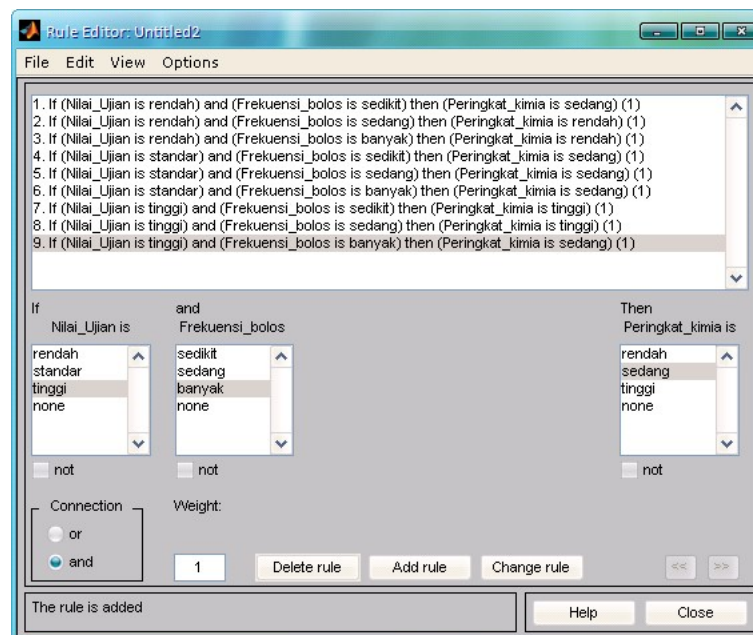 Rule Editor: Untitled2
File Edit View Options
1. If (Nilai_Ujian is rendah) and (Frekuensi_bolos is sedikit) then (Peringkat_kimia is sedang) (1)
2. If (Nilai_Ujian is rendah) and (Frekuensi_bolos is sedang) then (Peringkat_kimia is rendah) (1)
3. If (Nilai_Ujian is rendah) and (Frekuensi_bolos is banyak) then (Peringkat_kimia is rendah) (1)
4. If (Nilai_Ujian is standar) and (Frekuensi_bolos is sedikit) then (Peringkat_kimia is sedang) (1)
5. If (Nilai_Ujian is standar) and (Frekuensi_bolos is sedang) then (Peringkat_kimia is sedang) (1)
6. If (Nilai_Ujian is standar) and (Frekuensi_bolos is banyak) then (Peringkat_kimia is sedang) (1)
7. If (Nilai_Ujian is tinggi) and (Frekuensi_bolos is sedikit) then (Peringkat_kimia is tinggi) (1)
8. If (Nilai_Ujian is tinggi) and (Frekuensi_bolos is sedang) then (Peringkat_kimia is tinggi) (1)
9. If (Nilai_Ujian is tinggi) and (Frekuensi_bolos is banyak) then (Peringkat_kimia is sedang) (1)
If
Nilai_Ujian is
rendah
standar
tinggi
none
not
and
Frekuensi_bolos
sedikit
sedang
banyak
none
not
Then
Peringkat_kimia is
rendah
sedang
tinggi
none
not
Connection
or
and
Weight:
1
Delete rule
Add rule
Change rule
<< >>
The rule is added
Help
Close